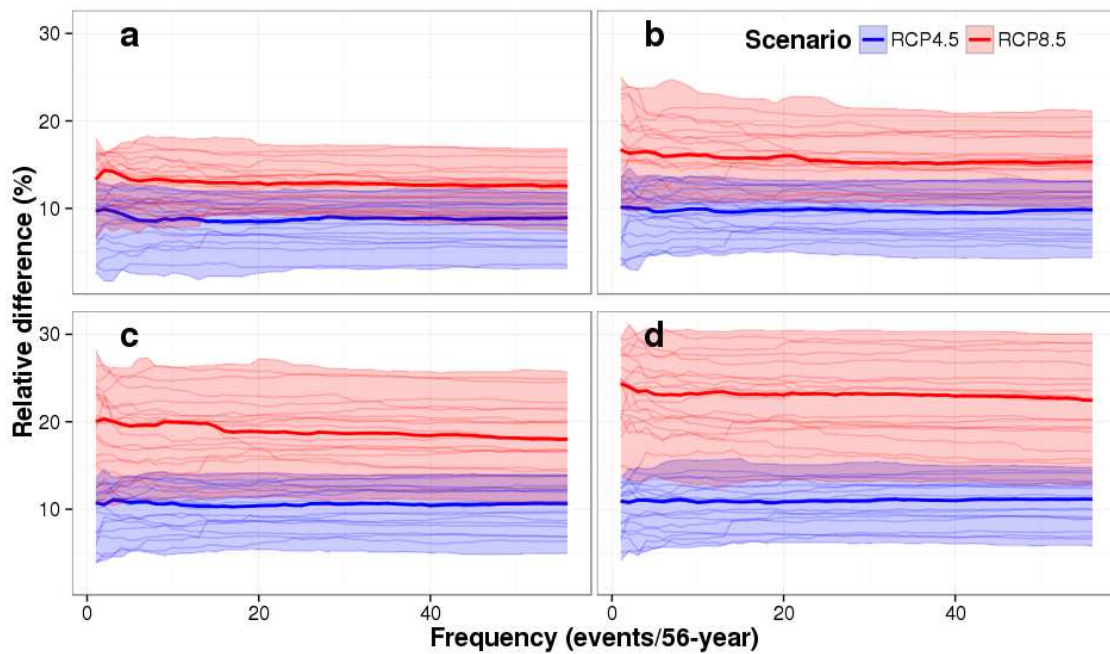 a
b
Scenario RCP4.5 RCP8.5
30
20
10
c
d
30
20
10
0 20 40
0 20 40
Relative difference (%)
Frequency (events/56-year)